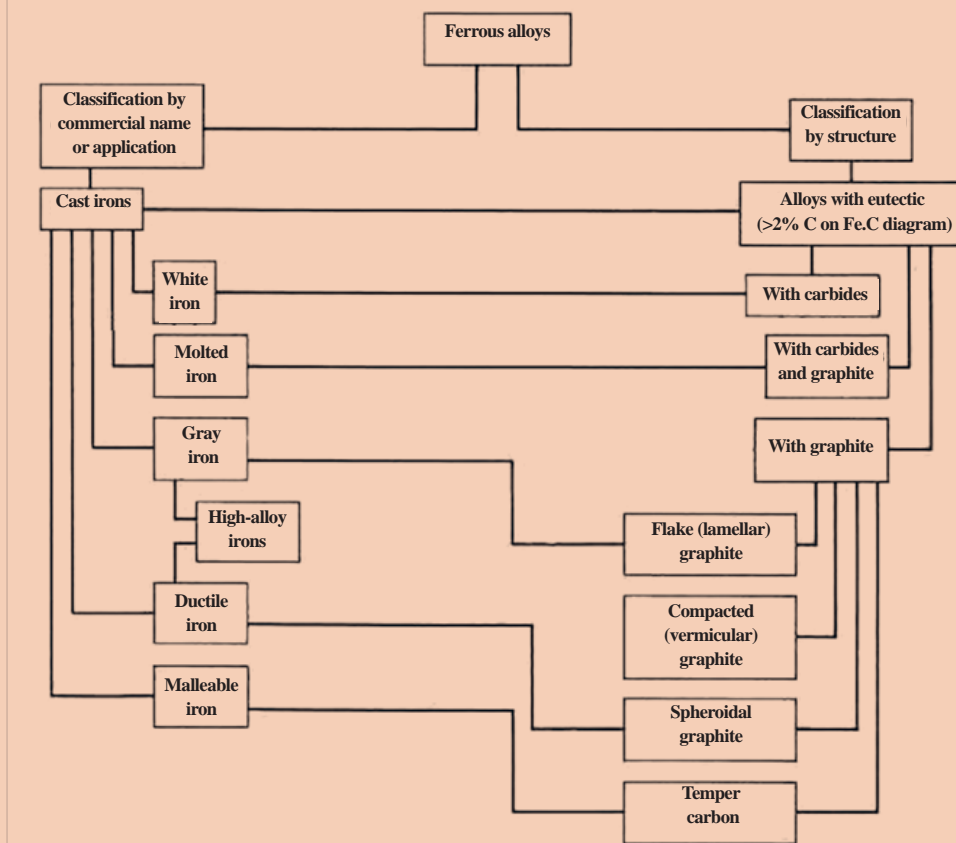 Ferrous alloys
Classification by
commercial name
or application
Classification
by structure
Cast irons
Alloys with eutectic
(>2% C on Fe.C diagram)
White
iron
With carbides
Molted
iron
With carbides
and graphite
Gray
iron
With graphite
High-alloy
irons
Flake (lamellar)
graphite
Ductile
iron
Compacted
(vermicular)
graphite
Malleable
iron
Spheroidal
graphite
Temper
carbon